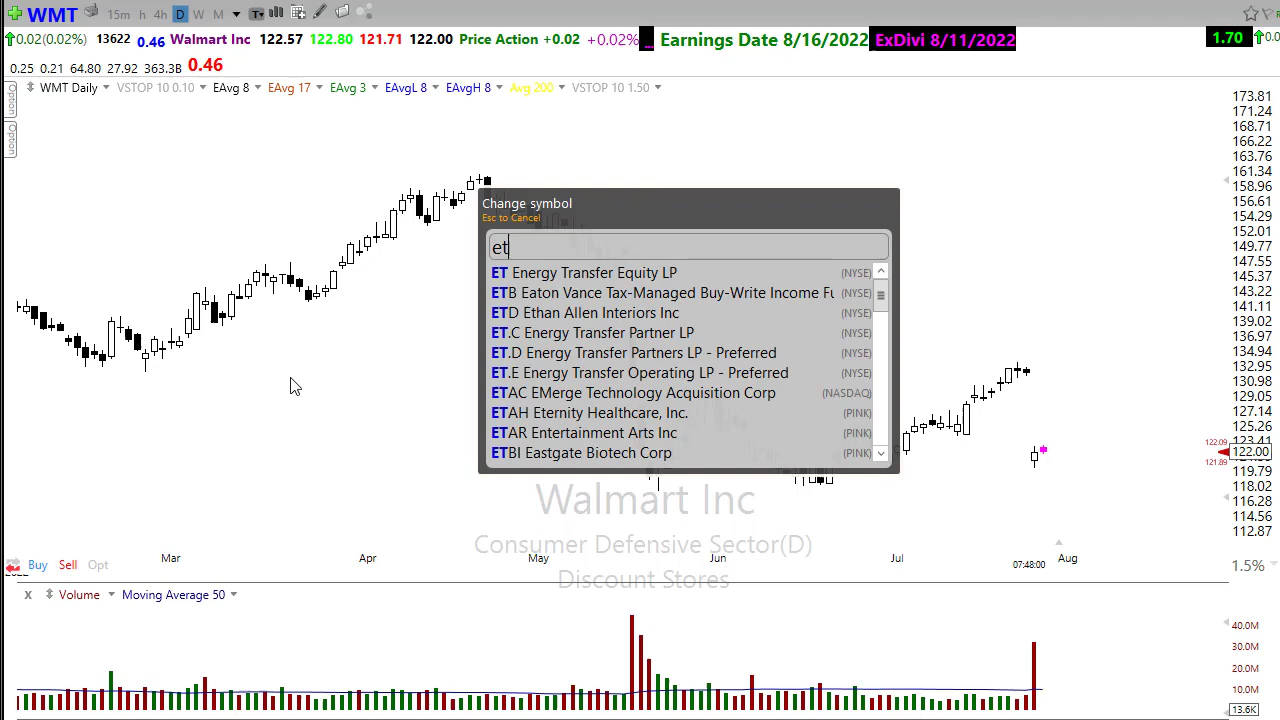 WMT 15m h 4h D W M
0.02(0.02%) 13622 0.46 Walmart Inc 122.57 122.80 121.71 122.00 Price Action +0.02 +0.02% ... Earnings Date 8/16/2022 ExDivi 8/11/2022 1.70
0.25 0.21 64.80 27.92 363.3B 0.46
Option
Option
WMT Daily VSTOP 10 0.10 EAvg 8 EAvg 17 EAvg 3 EAvgL 8 EAvgH 8 Avg 200 VSTOP 10 1.50
173.81
171.24
168.71
166.22
163.76
161.34
158.96
156.61
154.29
152.01
149.77
147.55
145.37
143.22
141.11
139.02
136.97
134.94
132.95
130.98
129.05
127.14
125.26
123.41
122.09
122.00
121.89
119.79
118.02
116.28
114.56
112.87
Change symbol
Esc to Cancel
et
ET Energy Transfer Equity LP (NYSE)
ETB Eaton Vance Tax-Managed Buy-Write Income Fu (NYSE)
ETD Ethan Allen Interiors Inc (NYSE)
ET.C Energy Transfer Partner LP (NYSE)
ET.D Energy Transfer Partners LP - Preferred (NYSE)
ET.E Energy Transfer Operating LP - Preferred (NYSE)
ETAC EMerge Technology Acquisition Corp (NASDAQ)
ETAH Eternity Healthcare, Inc. (PINK)
ETAR Entertainment Arts Inc (PINK)
ETBI Eastgate Biotech Corp (PINK)
Walmart Inc
Consumer Defensive Sector(D)
Discount Stores
Mar Apr May Jun Jul Aug
Buy Sell Opt 07:48:00 1.5%
X Volume Moving Average 50
40.0M
30.0M
20.0M
10.0M
13.6K